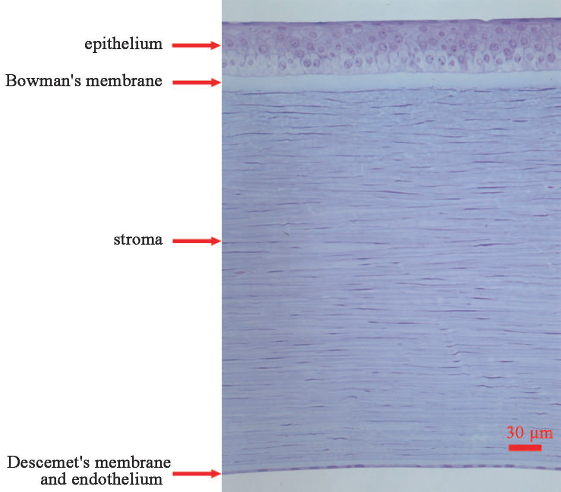 epithelium
Bowman's membrane
stroma
30 µm
Descemet's membrane
and endothelium